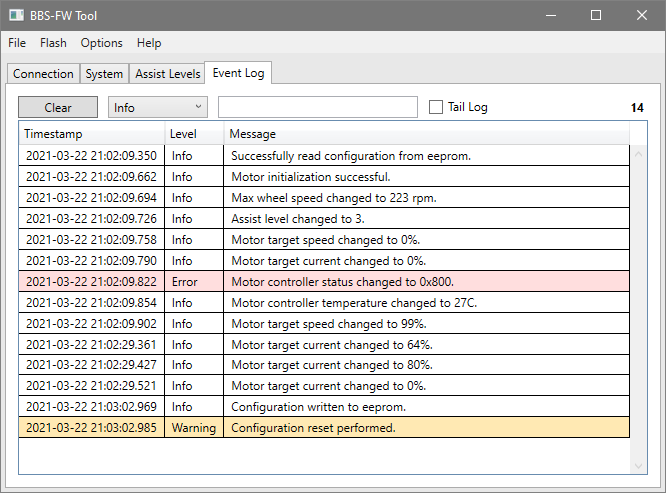 BBS-FW Tool
File Flash Options Help
Connection System Assist Levels Event Log
Clear Info Tail Log 14
Timestamp Level Message
2021-03-22 21:02:09.350 Info Successfully read configuration from eeprom.
2021-03-22 21:02:09.662 Info Motor initialization successful.
2021-03-22 21:02:09.694 Info Max wheel speed changed to 223 rpm.
2021-03-22 21:02:09.726 Info Assist level changed to 3.
2021-03-22 21:02:09.758 Info Motor target speed changed to 0%.
2021-03-22 21:02:09.790 Info Motor target current changed to 0%.
2021-03-22 21:02:09.822 Error Motor controller status changed to 0x800.
2021-03-22 21:02:09.854 Info Motor controller temperature changed to 27C.
2021-03-22 21:02:09.902 Info Motor target speed changed to 99%.
2021-03-22 21:02:29.361 Info Motor target current changed to 64%.
2021-03-22 21:02:29.427 Info Motor target current changed to 80%.
2021-03-22 21:02:29.521 Info Motor target current changed to 0%.
2021-03-22 21:03:02.969 Info Configuration written to eeprom.
2021-03-22 21:03:02.985 Warning Configuration reset performed.